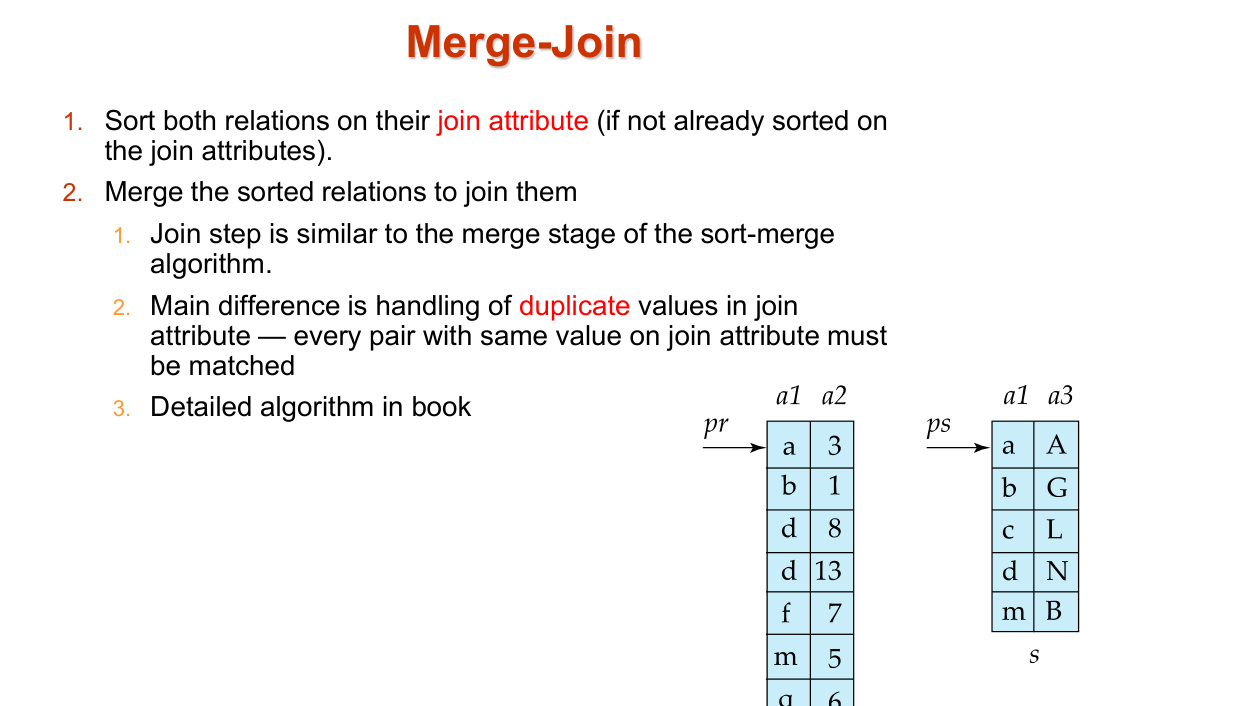 Merge-Join
1. Sort both relations on their join attribute (if not already sorted on
the join attributes).
2. Merge the sorted relations to join them
1. Join step is similar to the merge stage of the sort-merge
algorithm.
2. Main difference is handling of duplicate values in join
attribute — every pair with same value on join attribute must
be matched
3. Detailed algorithm in book
a1 a2
pr
a 3
b 1
d 8
d 13
f 7
m 5
q 6
a1 a3
ps
a A
b G
c L
d N
m B
s